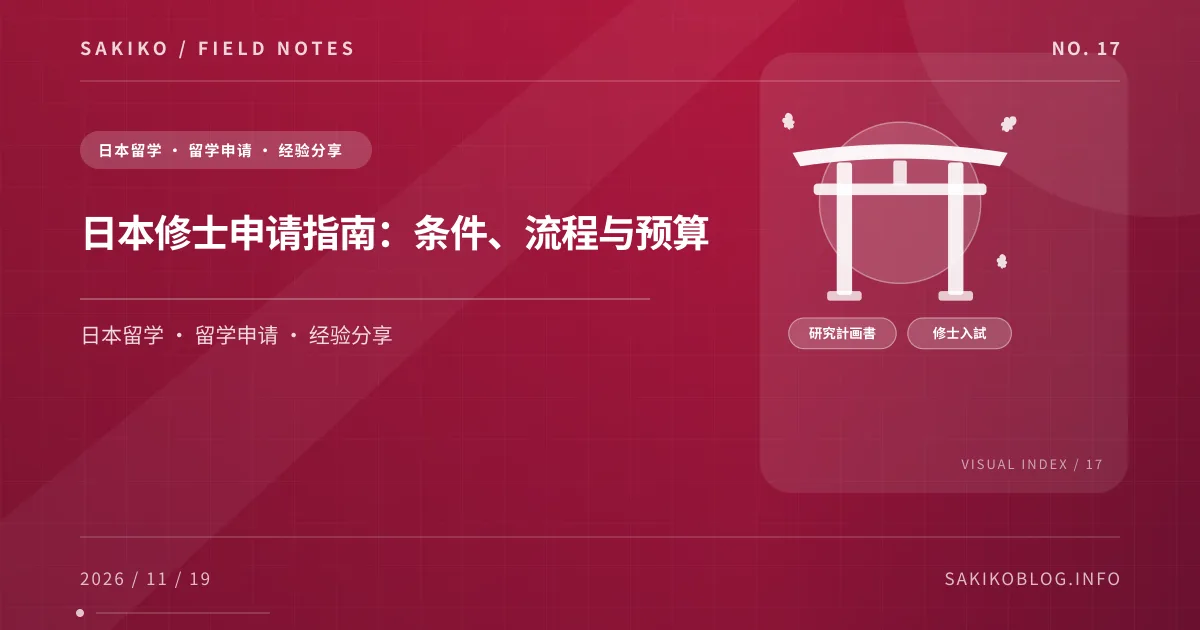 SAKIKO / FIELD NOTES
NO. 17
日本留学 · 留学申请 · 经验分享
日本修士申请指南：条件、流程与预算
日本留学 · 留学申请 · 经验分享
研究計画書
修士入試
VISUAL INDEX / 17
2026 / 11 / 19
SAKIKOBLOG.INFO